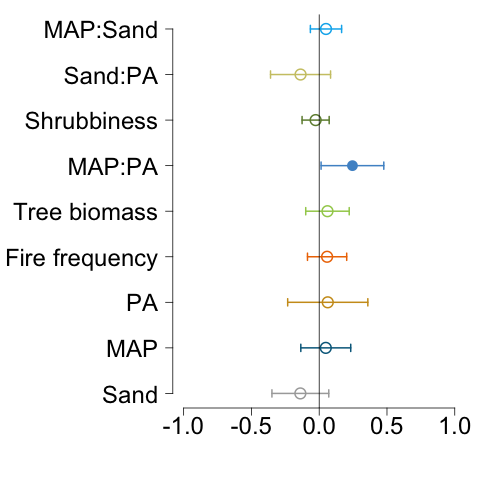 MAP:Sand
Sand:PA
Shrubbiness
MAP:PA
Tree biomass
Fire frequency
PA
MAP
Sand
-1.0 -0.5 0.0 0.5 1.0